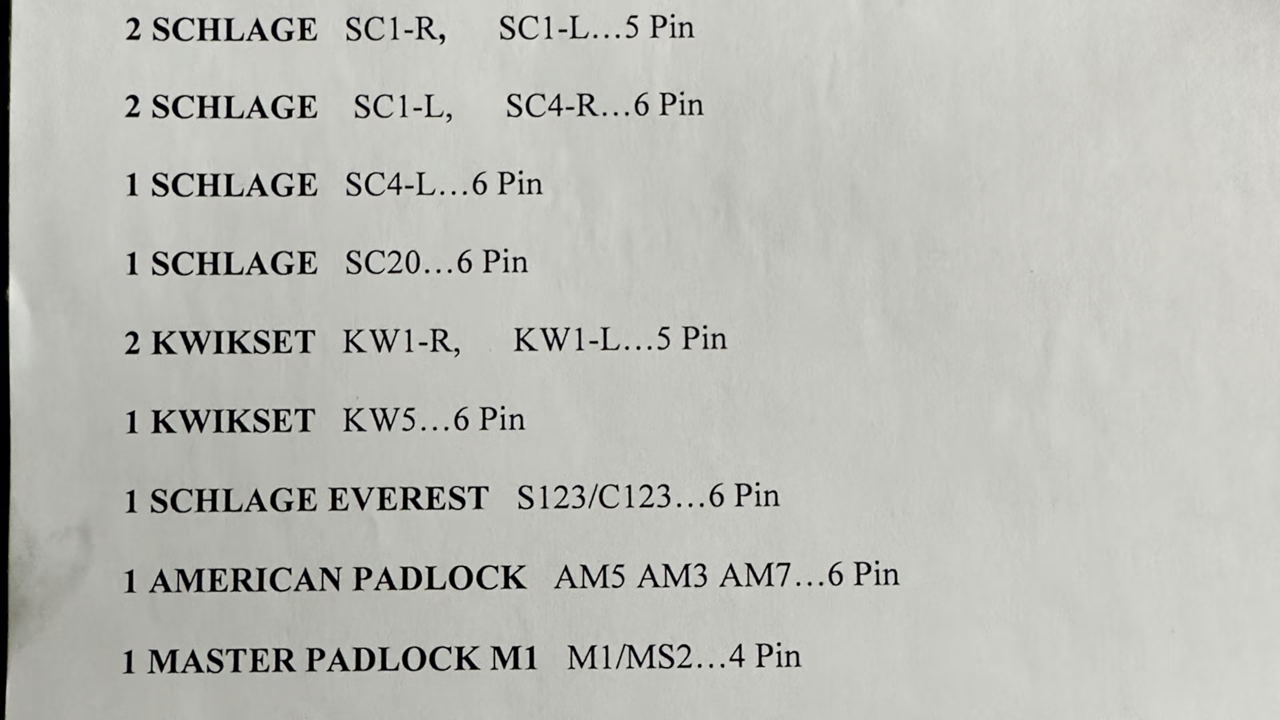 2 SCHLAGE SC1-R, SC1-L...5 Pin
2 SCHLAGE SC1-L, SC4-R...6 Pin
1 SCHLAGE SC4-L...6 Pin
1 SCHLAGE SC20...6 Pin
2 KWIKSET KW1-R, KW1-L...5 Pin
1 KWIKSET KW5...6 Pin
1 SCHLAGE EVEREST S123/C123...6 Pin
1 AMERICAN PADLOCK AM5 AM3 AM7...6 Pin
1 MASTER PADLOCK M1 M1/MS2...4 Pin